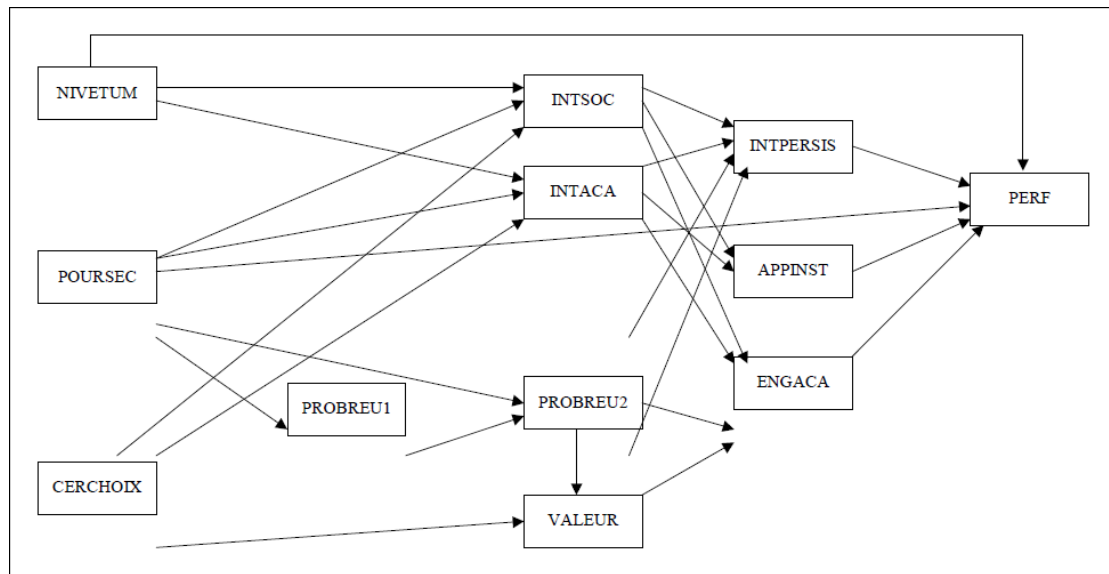 NIVETUM
INTSOC
INTPERSIS
INTACA
PERF
POURSEC
APPINST
ENGACA
PROBREU1
PROBREU2
CERCHOIX
VALEUR